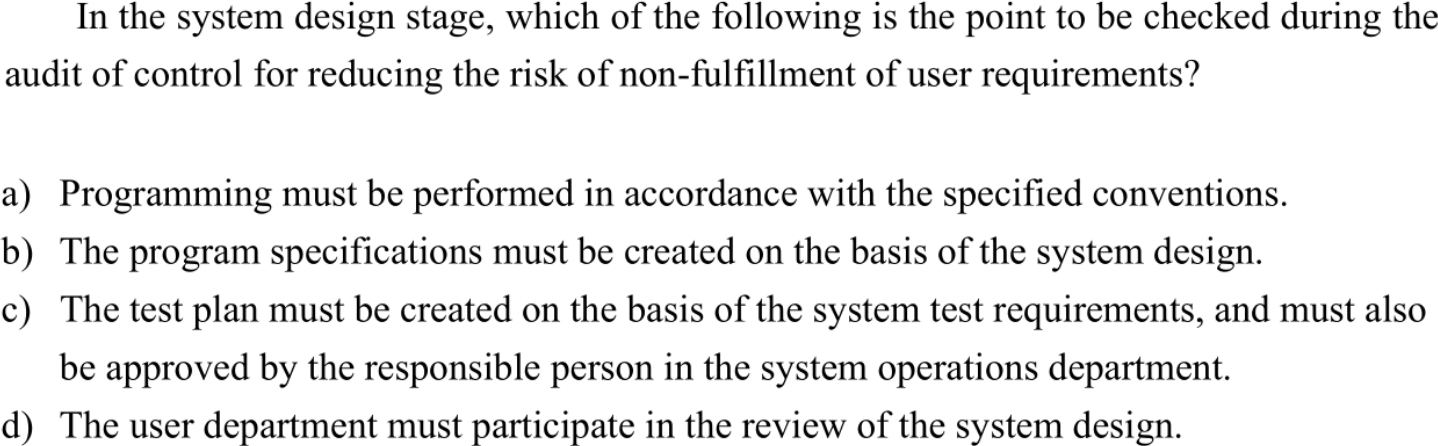 In the system design stage, which of the following is the point to be checked during the
audit of control for reducing the risk of non-fulfillment of user requirements?
a) Programming must be performed in accordance with the specified conventions.
b) The program specifications must be created on the basis of the system design.
c) The test plan must be created on the basis of the system test requirements, and must also
be approved by the responsible person in the system operations department.
d) The user department must participate in the review of the system design.